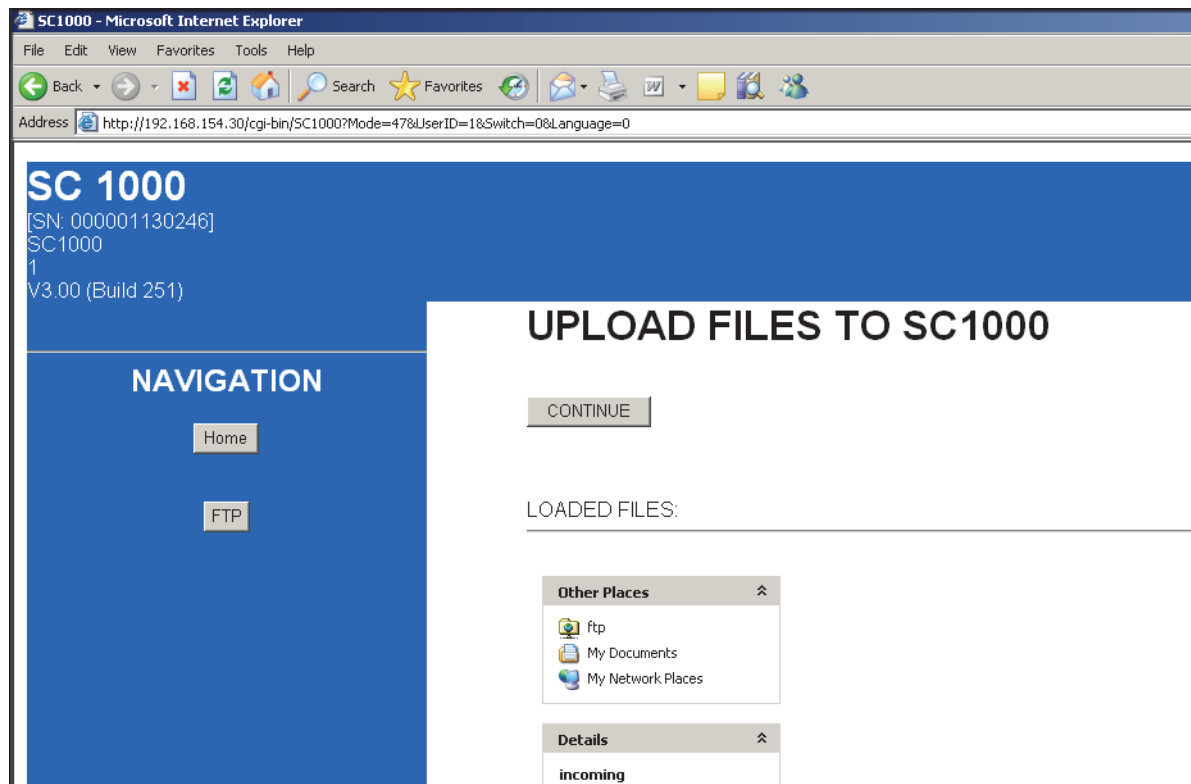 SC1000 - Microsoft Internet Explorer
File Edit View Favorites Tools Help
Back Search Favorites
Address http://192.168.154.30/cgi-bin/SC1000?Mode=47&UserID=1&Switch=0&Language=0
SC 1000
[SN: 000001130246]
SC1000
1
V3.00 (Build 251)
NAVIGATION
Home
FTP
UPLOAD FILES TO SC1000
CONTINUE
LOADED FILES:
Other Places
ftp
My Documents
My Network Places
Details
incoming